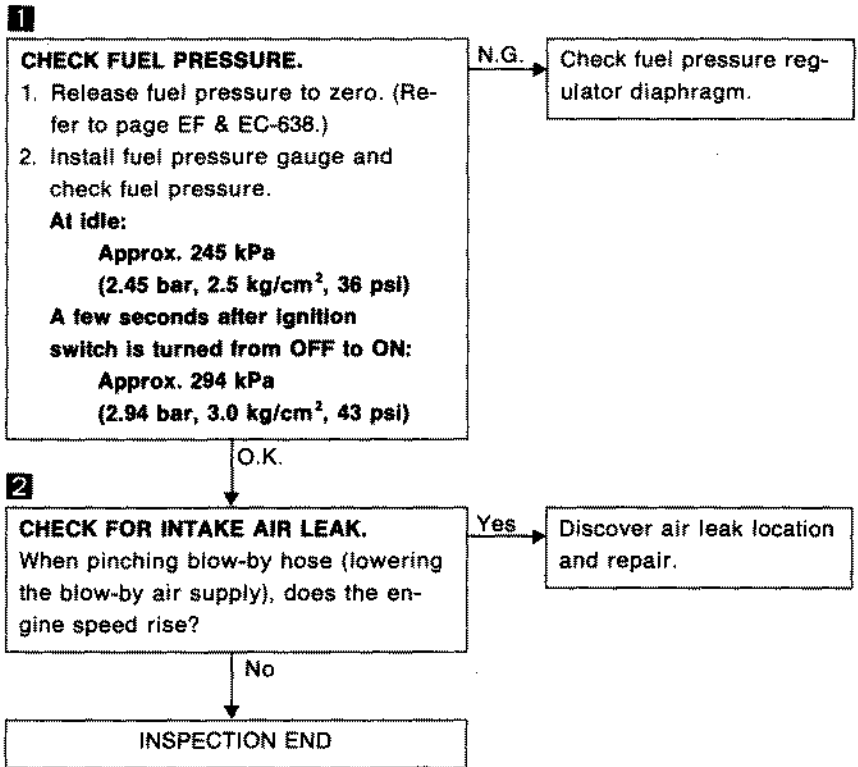 1
CHECK FUEL PRESSURE.
1. Release fuel pressure to zero. (Re-
fer to page EF & EC-638.)
2. Install fuel pressure gauge and
check fuel pressure.
At idle:
Approx. 245 kPa
(2.45 bar, 2.5 kg/cm², 36 psi)
A few seconds after ignition
switch is turned from OFF to ON:
Approx. 294 kPa
(2.94 bar, 3.0 kg/cm², 43 psi)
N.G.
Check fuel pressure reg-
ulator diaphragm.
O.K.
2
CHECK FOR INTAKE AIR LEAK.
When pinching blow-by hose (lowering
the blow-by air supply), does the en-
gine speed rise?
Yes
Discover air leak location
and repair.
No
INSPECTION END